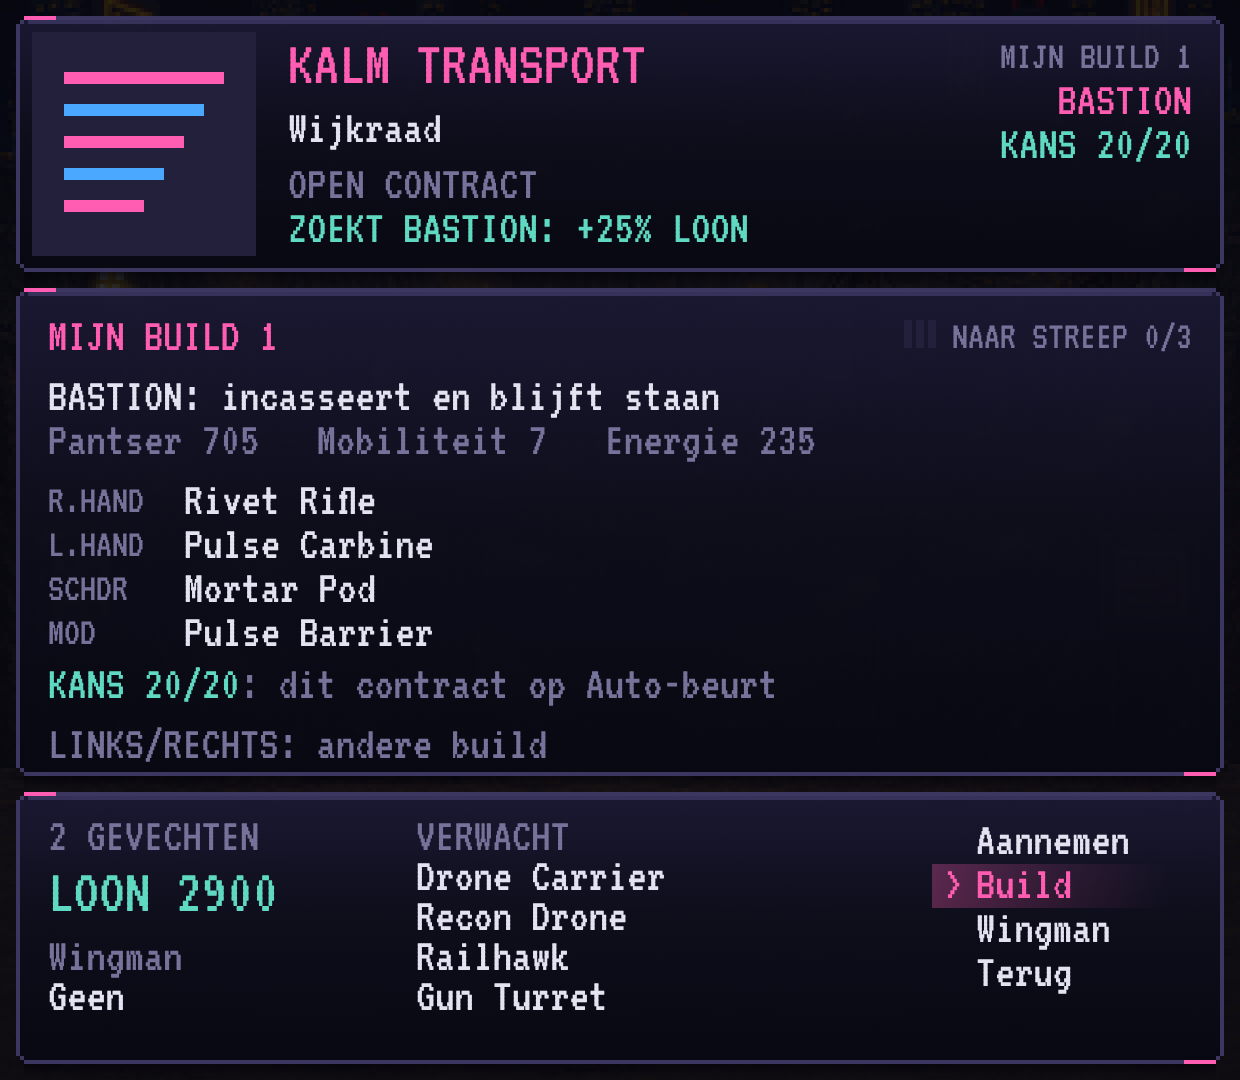 KALM TRANSPORT
Wijkraad
OPEN CONTRACT
ZOEKT BASTION: +25% LOON
MIJN BUILD 1
BASTION
KANS 20/20
MIJN BUILD 1
NAAR STREEP 0/3
BASTION: incasseert en blijft staan
Pantser 705 Mobiliteit 7 Energie 235
R.HAND Rivet Rifle
L.HAND Pulse Carbine
SCHDR Mortar Pod
MOD Pulse Barrier
KANS 20/20: dit contract op Auto-beurt
LINKS/RECHTS: andere build
2 GEVECHTEN
LOON 2900
Wingman
Geen
VERWACHT
Drone Carrier
Recon Drone
Railhawk
Gun Turret
Aannemen
> Build
Wingman
Terug